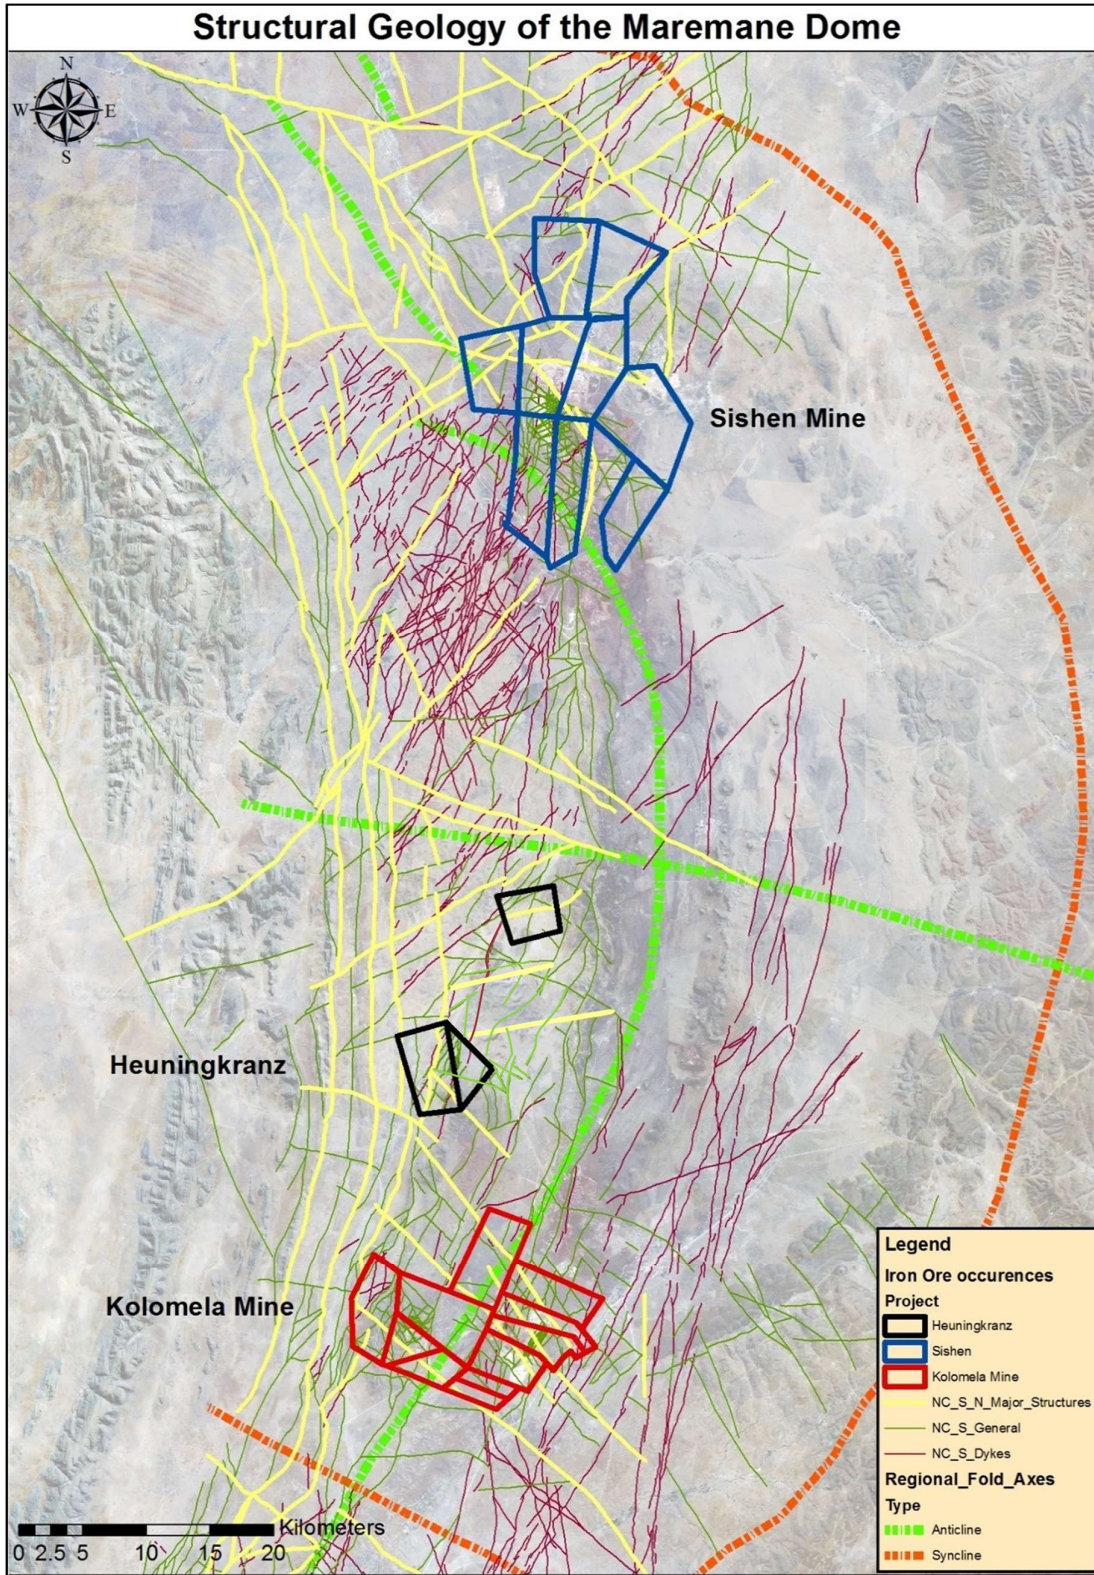 Structural Geology of the Maremane Dome
N
W E
S
Sishen Mine
Heuningkranz
Kolomela Mine
Legend
Iron Ore occurences
Project
Heuningkranz
Sishen
Kolomela Mine
NC_S_N_Major_Structures
NC_S_General
NC_S_Dykes
Regional_Fold_Axes
Type
Anticline
Syncline
Kilometers
0 2.5 5 10 15 20